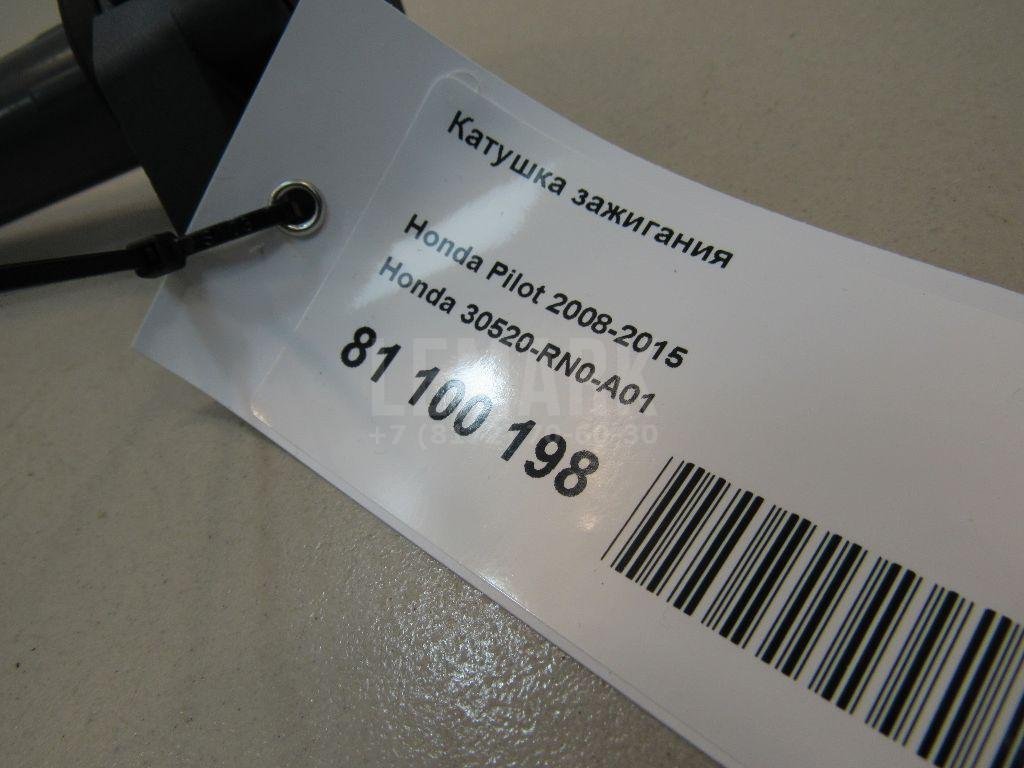 Катушка зажигания
Honda Pilot 2008-2015
Honda 30520-RN0-A01
81 100 198